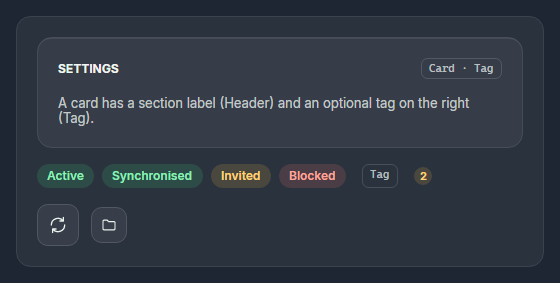 SETTINGS Card · Tag
A card has a section label (Header) and an optional tag on the right
(Tag).
Active Synchronised Invited Blocked Tag 2